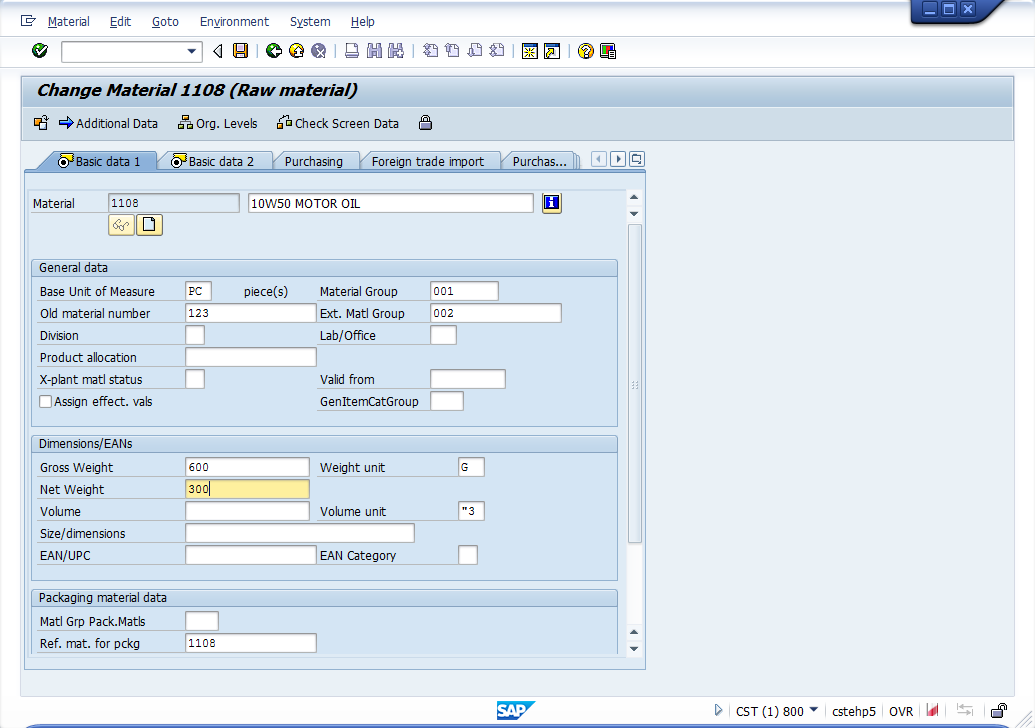 Material Edit Goto Environment System Help
Change Material 1108 (Raw material)
Additional Data Org. Levels Check Screen Data
Basic data 1 Basic data 2 Purchasing Foreign trade import Purchas...
Material 1108 10W50 MOTOR OIL
General data
Base Unit of Measure PC piece(s) Material Group 001
Old material number 123 Ext. Matl Group 002
Division Lab/Office
Product allocation
X-plant matl status Valid from
Assign effect. vals GenItemCatGroup
Dimensions/EANs
Gross Weight 600 Weight unit G
Net Weight 300
Volume Volume unit "3
Size/dimensions
EAN/UPC EAN Category
Packaging material data
Matl Grp Pack.Matls
Ref. mat. for pckg 1108
SAP CST (1) 800 cstehp5 OVR